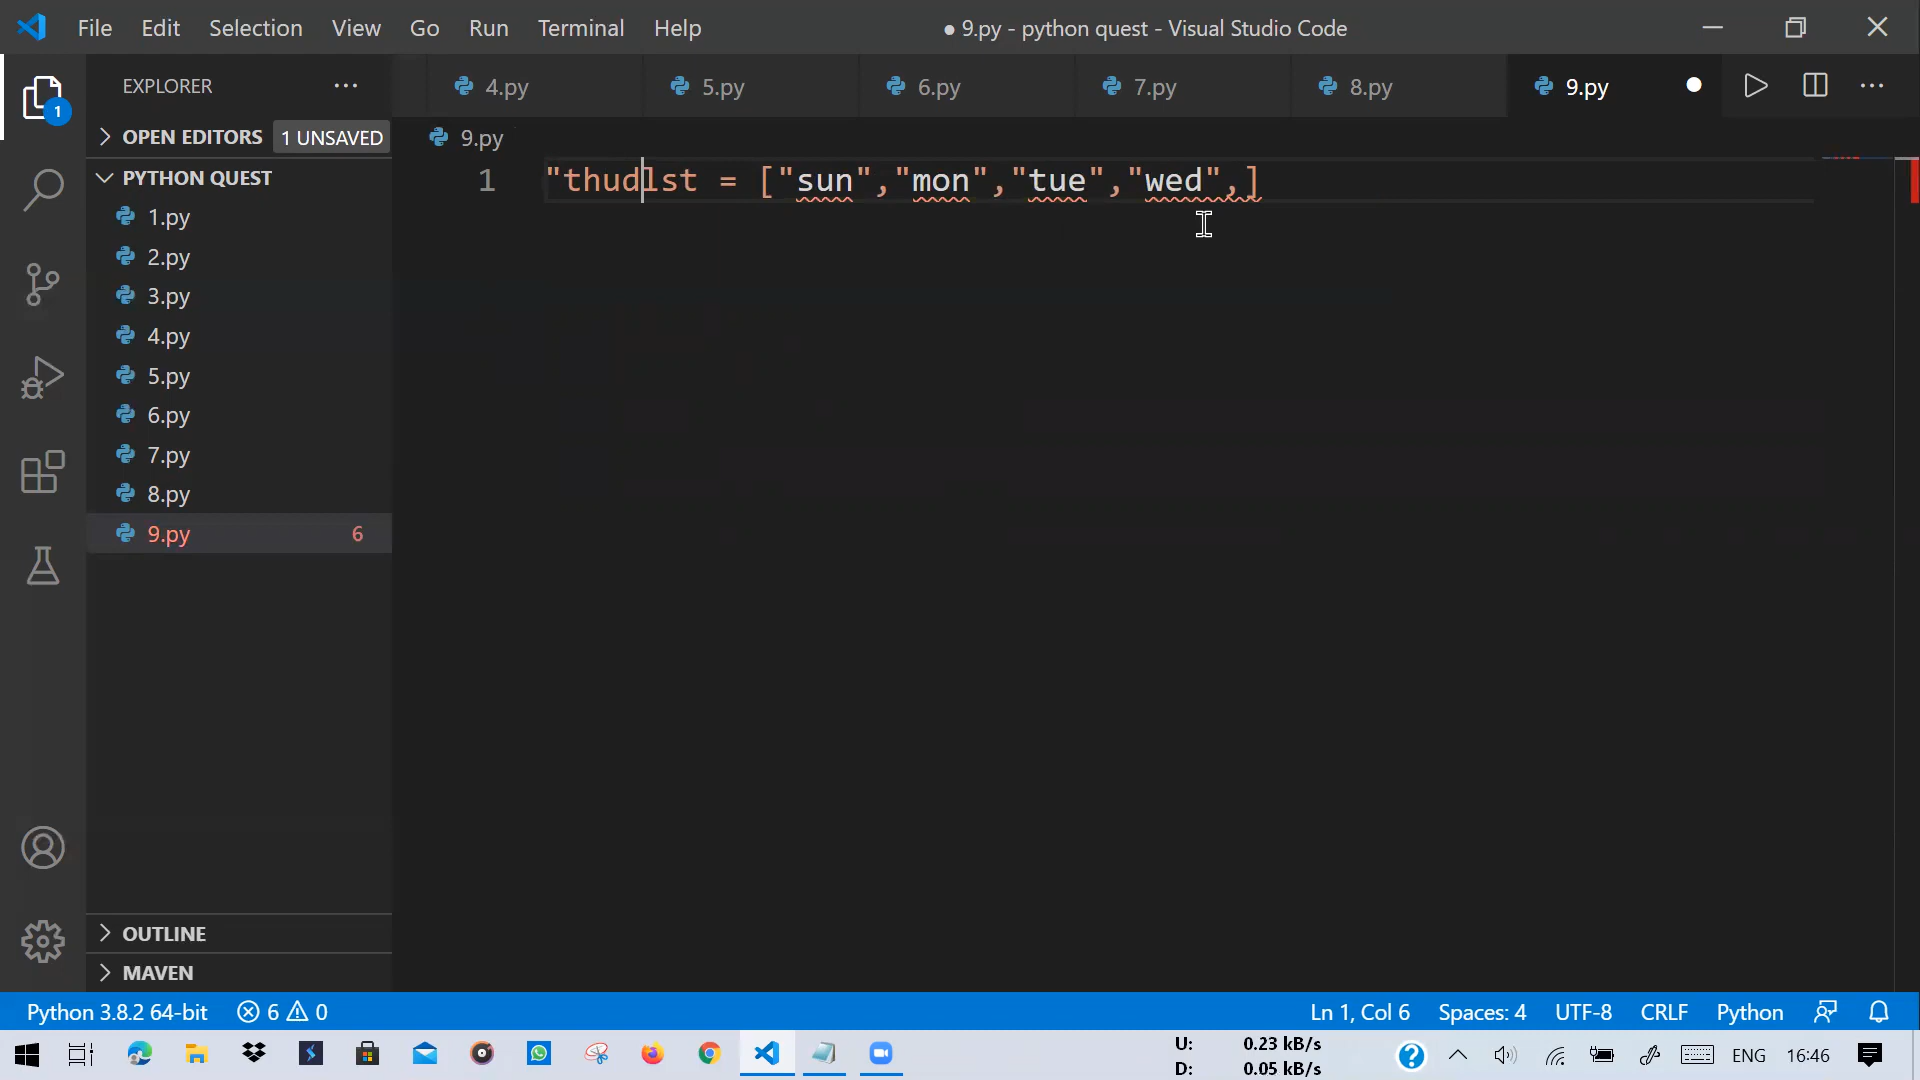 File Edit Selection View Go Run Terminal Help ● 9.py - python quest - Visual Studio Code
EXPLORER ··· 4.py 5.py 6.py 7.py 8.py 9.py ···
1
OPEN EDITORS 1 UNSAVED
9.py
PYTHON QUEST
1 "thudlst = ["sun","mon","tue","wed",]
1.py
2.py
3.py
4.py
5.py
6.py
7.py
8.py
9.py 6
OUTLINE
MAVEN
Python 3.8.2 64-bit 6 0 Ln 1, Col 6 Spaces: 4 UTF-8 CRLF Python
U: 0.23 kB/s
D: 0.05 kB/s
ENG 16:46